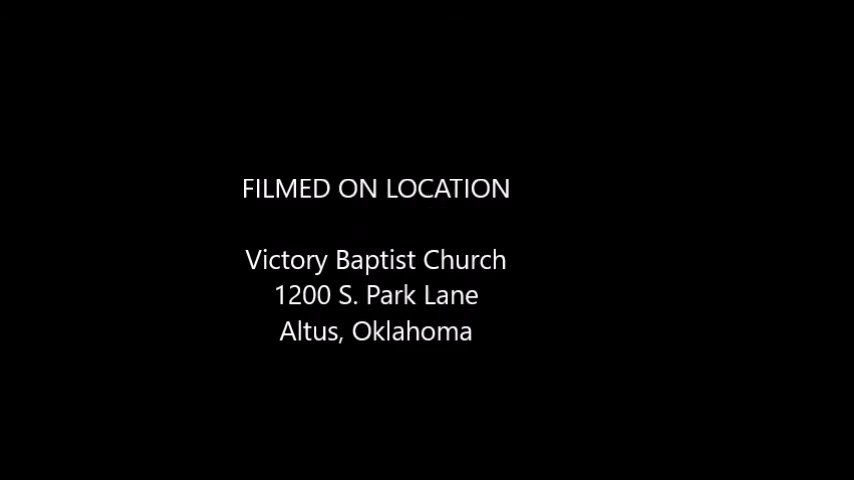 FILMED ON LOCATION
Victory Baptist Church
1200 S. Park Lane
Altus, Oklahoma